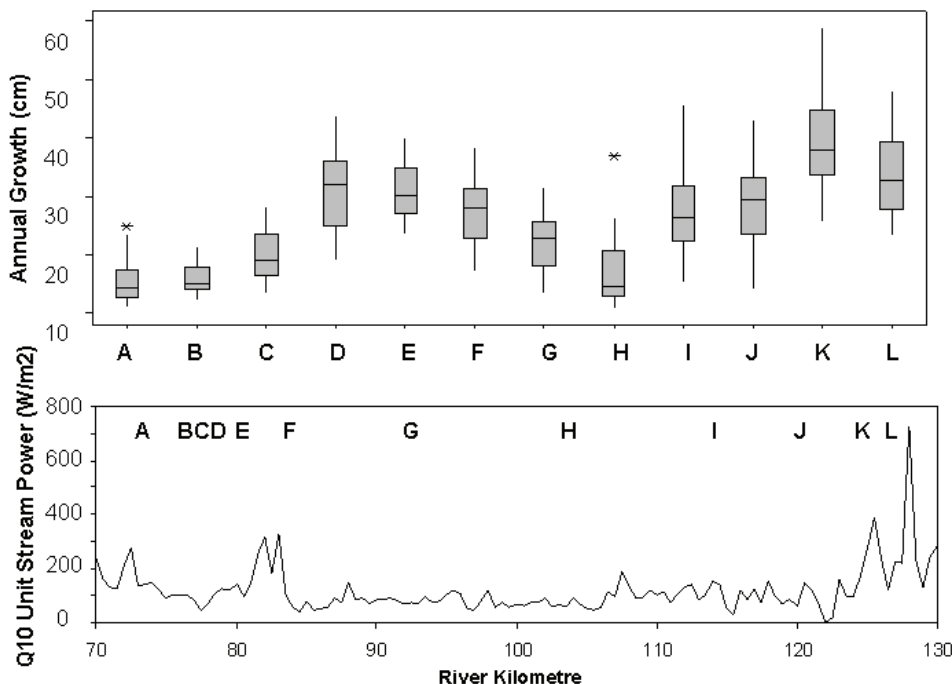 Annual Growth (cm)
60
50
40
30
20
10
A B C D E F G H I J K L
Q10 Unit Stream Power (W/m2)
800
600
400
200
0
A B C D E F G H I J K L
70 80 90 100 110 120 130
River Kilometre